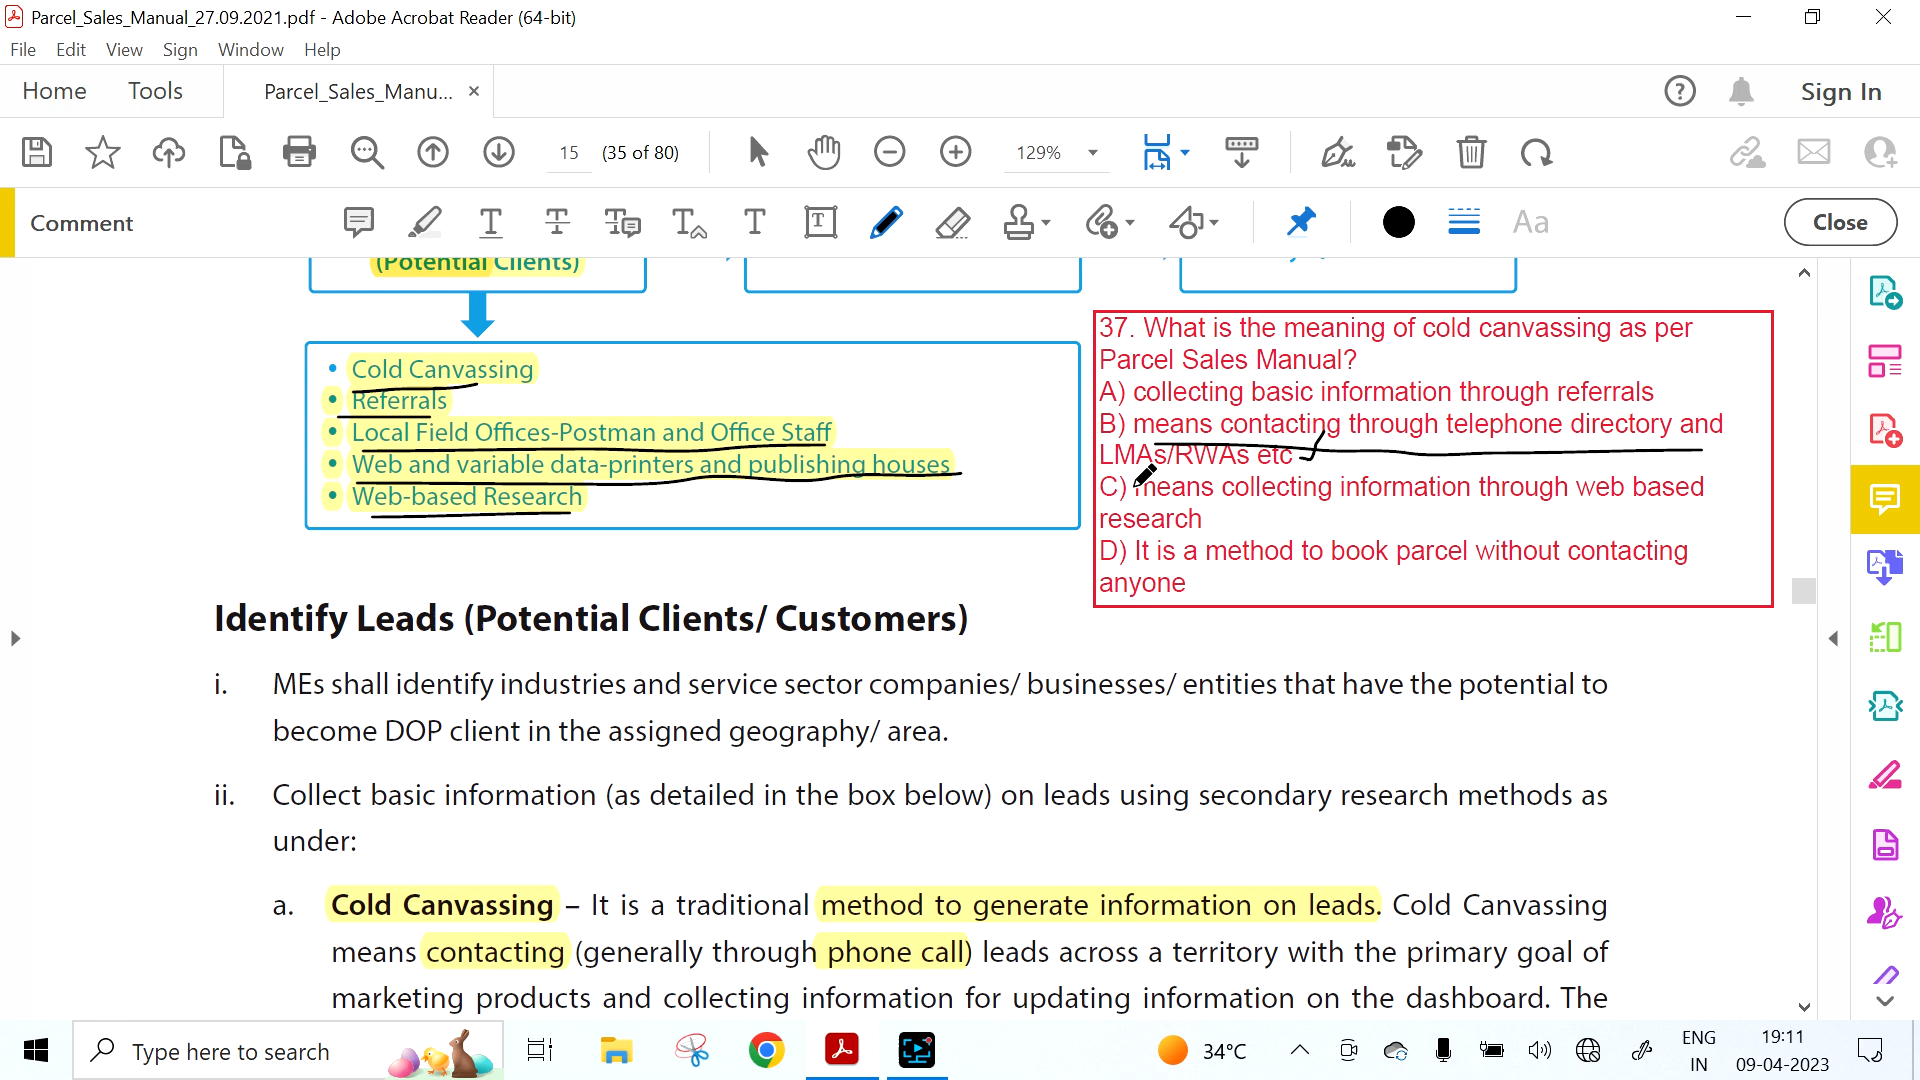 Parcel_Sales_Manual_27.09.2021.pdf - Adobe Acrobat Reader (64-bit)
File Edit View Sign Window Help
Home Tools Parcel_Sales_Manu... × Sign In
15 (35 of 80) 129%
Comment Aa Close
(Potential Clients)
• Cold Canvassing
• Referrals
• Local Field Offices-Postman and Office Staff
• Web and variable data-printers and publishing houses
• Web-based Research
37. What is the meaning of cold canvassing as per
Parcel Sales Manual?
A) collecting basic information through referrals
B) means contacting through telephone directory and
LMAs/RWAs etc
C) means collecting information through web based
research
D) It is a method to book parcel without contacting
anyone
Identify Leads (Potential Clients/ Customers)
i. MEs shall identify industries and service sector companies/ businesses/ entities that have the potential to
become DOP client in the assigned geography/ area.
ii. Collect basic information (as detailed in the box below) on leads using secondary research methods as
under:
a. Cold Canvassing – It is a traditional method to generate information on leads. Cold Canvassing
means contacting (generally through phone call) leads across a territory with the primary goal of
marketing products and collecting information for updating information on the dashboard. The
Type here to search
34°C
ENG
IN
19:11
09-04-2023